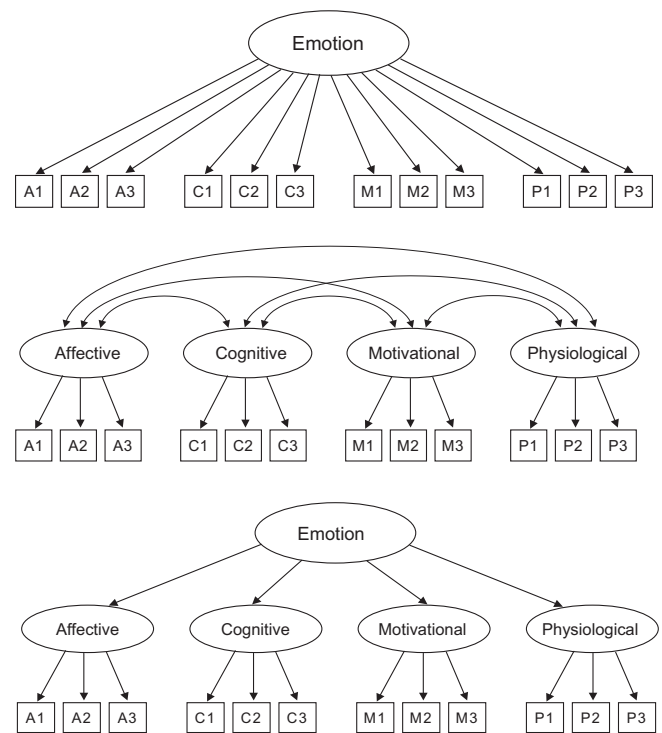 Emotion
A1 A2 A3 C1 C2 C3 M1 M2 M3 P1 P2 P3
Affective Cognitive Motivational Physiological
A1 A2 A3 C1 C2 C3 M1 M2 M3 P1 P2 P3
Emotion
Affective Cognitive Motivational Physiological
A1 A2 A3 C1 C2 C3 M1 M2 M3 P1 P2 P3